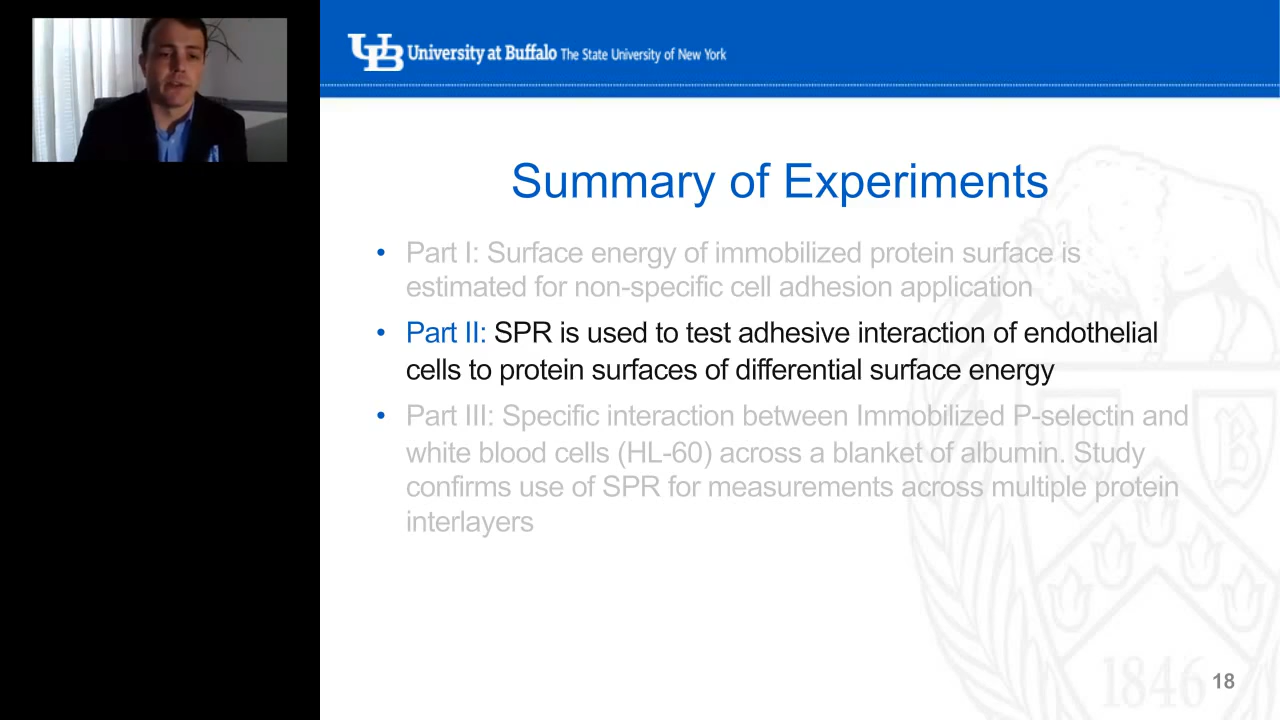 UB University at Buffalo The State University of New York
Summary of Experiments
• Part I: Surface energy of immobilized protein surface is
estimated for non-specific cell adhesion application
• Part II: SPR is used to test adhesive interaction of endothelial
cells to protein surfaces of differential surface energy
• Part III: Specific interaction between Immobilized P-selectin and
white blood cells (HL-60) across a blanket of albumin. Study
confirms use of SPR for measurements across multiple protein
interlayers
1846
18